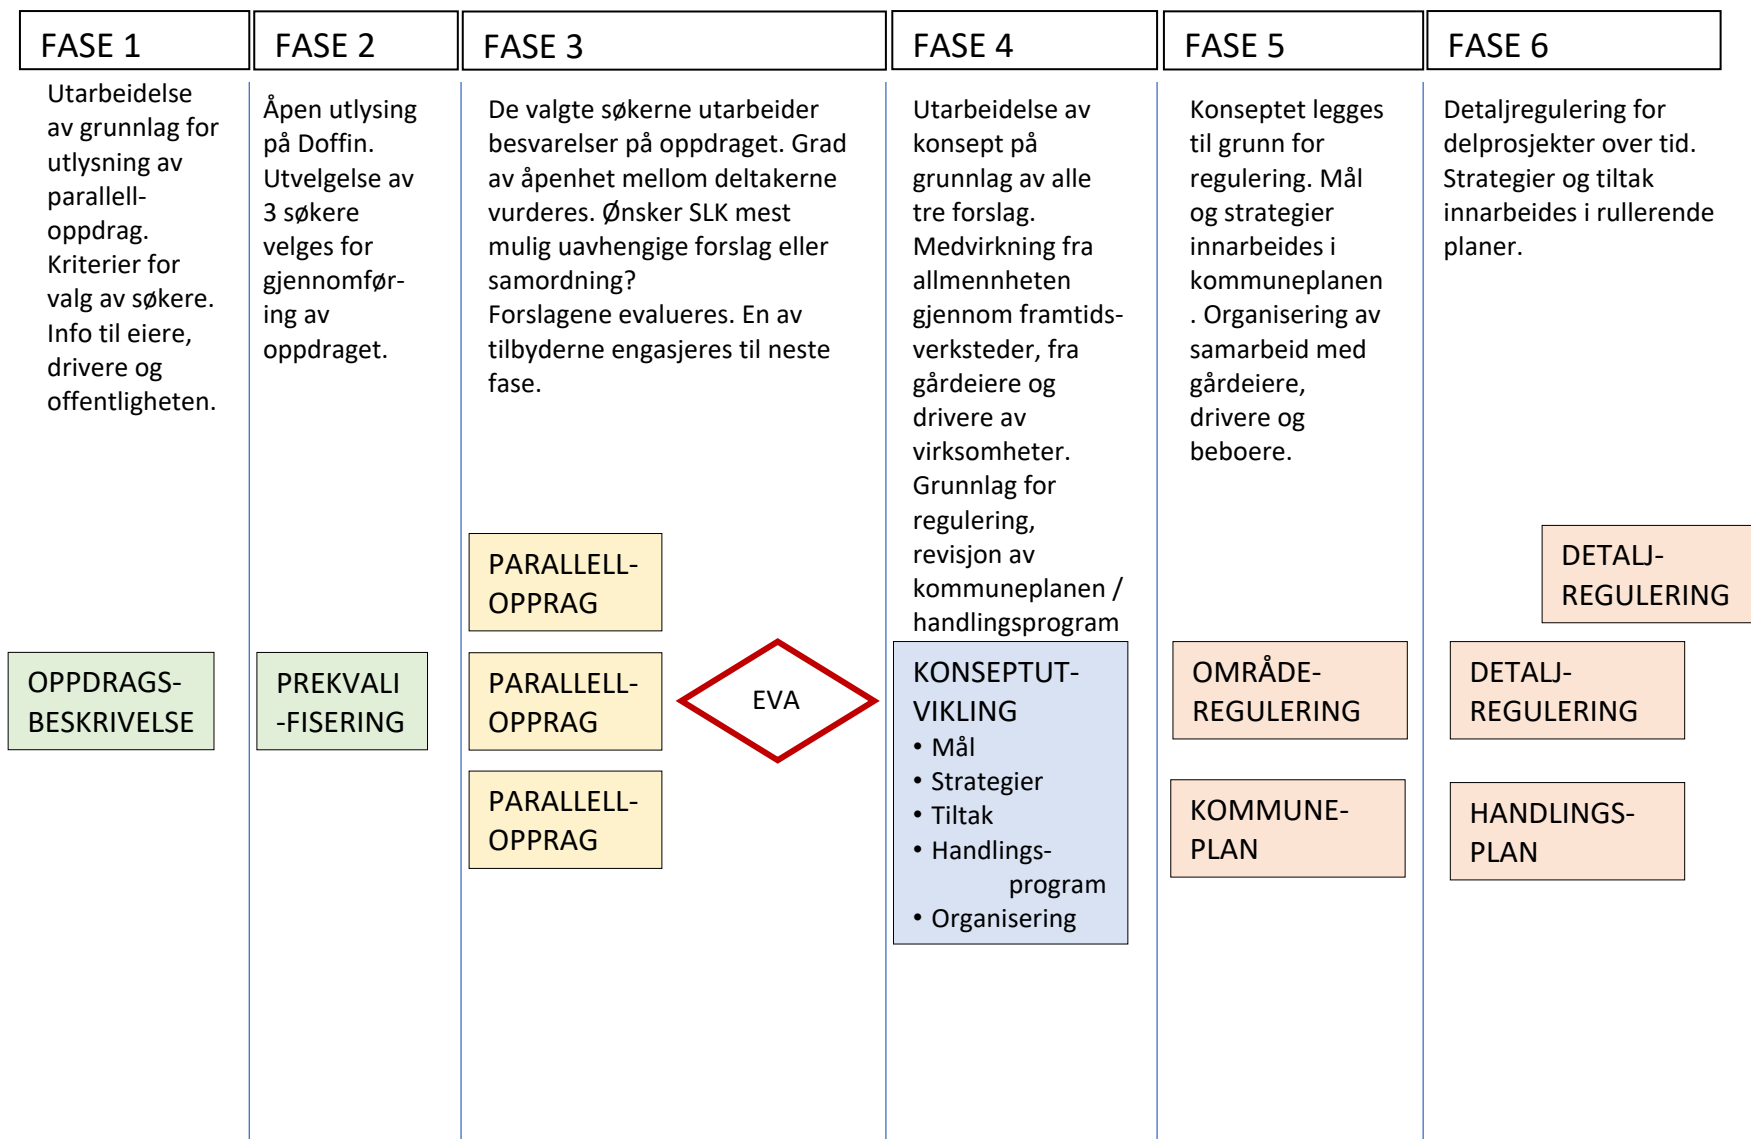 FASE 1
Utarbeidelse
av grunnlag for
utlysning av
parallell-
oppdrag.
Kriterier for
valg av søkere.
Info til eiere,
drivere og
offentligheten.
OPPDRAGS-
BESKRIVELSE
FASE 2
Åpen utlysing
på Doffin.
Utvelgelse av
3 søkere
velges for
gjennomfør-
ing av
oppdraget.
PREKVALI
-FISERING
FASE 3
De valgte søkerne utarbeider
besvarelser på oppdraget. Grad
av åpenhet mellom deltakerne
vurderes. Ønsker SLK mest
mulig uavhengige forslag eller
samordning?
Forslagene evalueres. En av
tilbyderne engasjeres til neste
fase.
PARALLELL-
OPPRAG
PARALLELL-
OPPRAG
PARALLELL-
OPPRAG
EVA
FASE 4
Utarbeidelse av
konsept på
grunnlag av alle
tre forslag.
Medvirkning fra
allmennheten
gjennom framtids-
verksteder, fra
gårdeiere og
drivere av
virksomheter.
Grunnlag for
regulering,
revisjon av
kommuneplanen /
handlingsprogram
KONSEPTUT-
VIKLING
• Mål
• Strategier
• Tiltak
• Handlings-
program
• Organisering
FASE 5
Konseptet legges
til grunn for
regulering. Mål
og strategier
innarbeides i
kommuneplanen
. Organisering av
samarbeid med
gårdeiere,
drivere og
beboere.
OMRÅDE-
REGULERING
KOMMUNE-
PLAN
FASE 6
Detaljregulering for
delprosjekter over tid.
Strategier og tiltak
innarbeides i rullerende
planer.
DETALJ-
REGULERING
DETALJ-
REGULERING
HANDLINGS-
PLAN